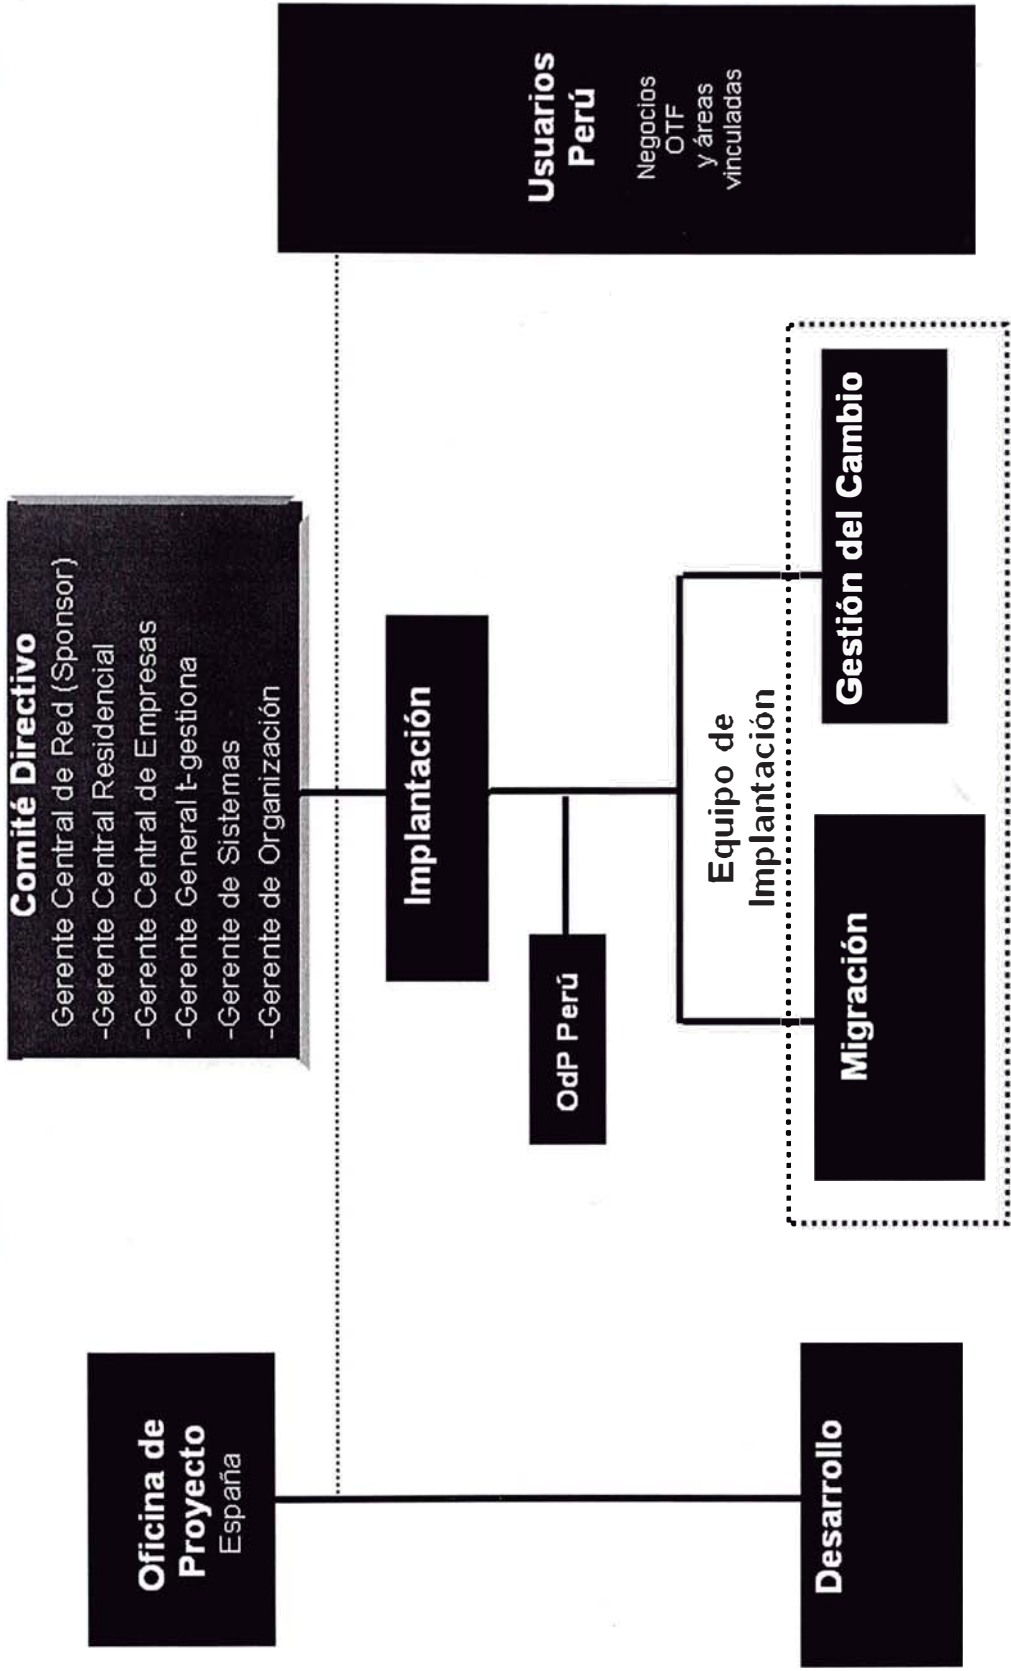 Comité Directivo
Gerente Central de Red (Sponsor)
-Gerente Central Residencial
-Gerente Central de Empresas
-Gerente General t-gestiona
-Gerente de Sistemas
-Gerente de Organización
Oficina de
Proyecto
España
Usuarios
Perú
Negocios
OTF
y áreas
vinculadas
Implantación
OdP Perú
Equipo de
Implantación
Desarrollo
Migración
Gestión del Cambio